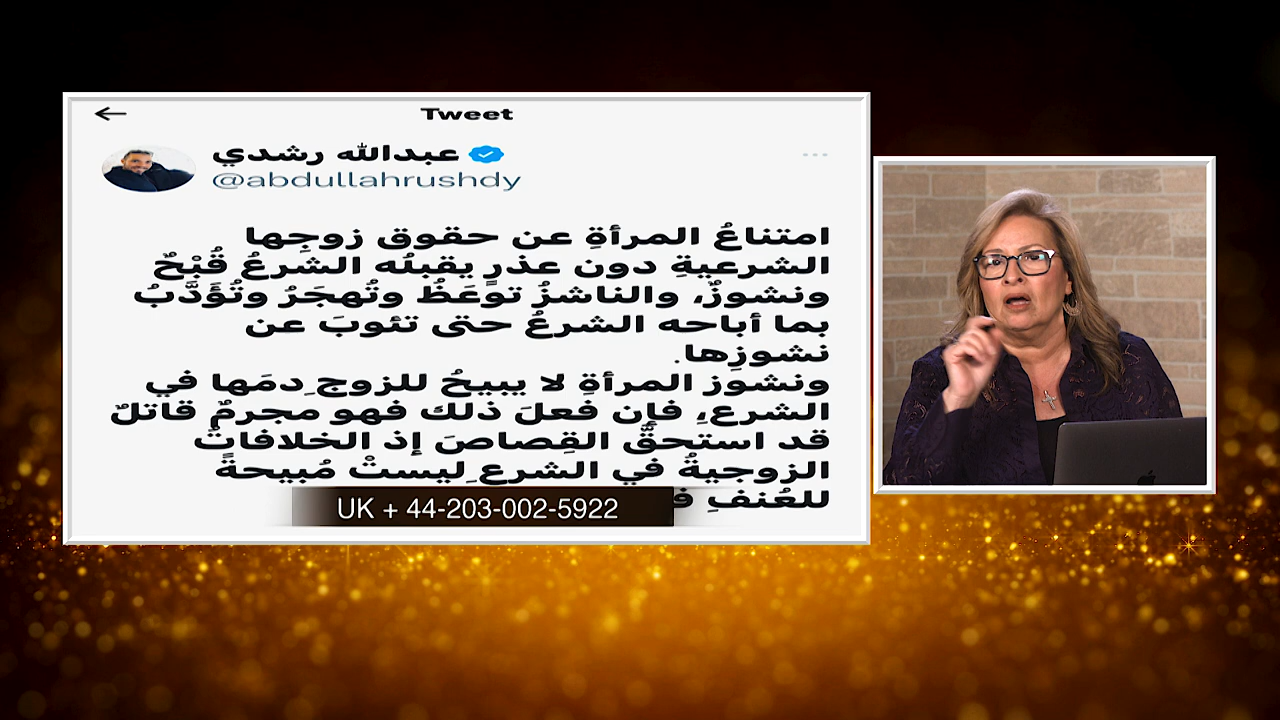 Tweet
عبدالله رشدي
@abdullahrushdy
امتناعُ المرأةِ عن حقوق زوجِها
الشرعيةِ دون عذرٍ يقبلُه الشرعُ قُبْحٌ
ونشوزٌ، والناشزُ توعَظُ وتُهجَرُ وتُؤَدَّبُ
بما أباحه الشرعُ حتى تئوبَ عن
نشوزِها.
ونشوز المرأةِ لا يبيحُ للزوجِ دمَها في
الشرعِ، فإن فعلَ ذلك فهو مجرمٌ قاتلٌ
قد استحقَّ القِصاصَ إذ الخلافاتُ
الزوجيةُ في الشرعِ ليستْ مُبيحةً
للعُنفِ
UK + 44-203-002-5922